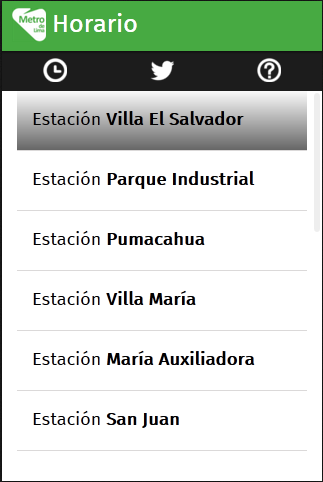 Metro
de
Lima
Horario
Estación Villa El Salvador
Estación Parque Industrial
Estación Pumacahua
Estación Villa María
Estación María Auxiliadora
Estación San Juan